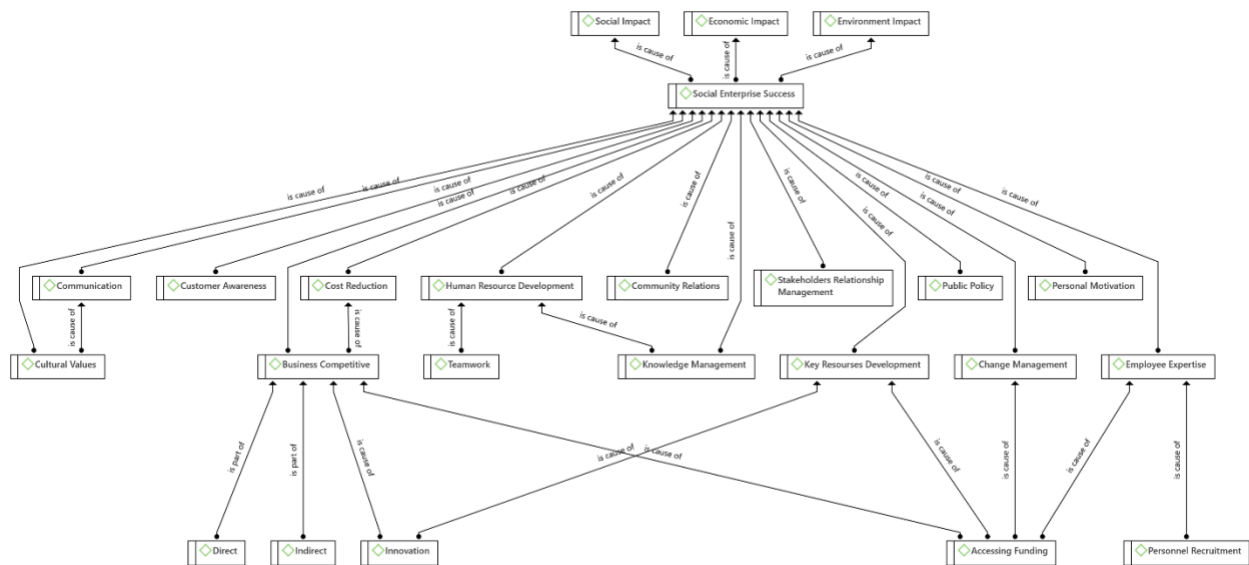 Social Impact
Economic Impact
Environment Impact
is cause of
is cause of
is cause of
Social Enterprise Success
is cause of
is cause of
is cause of
is cause of
is cause of
is cause of
is cause of
is cause of
is cause of
is cause of
is cause of
is cause of
is cause of
Communication
Customer Awareness
Cost Reduction
Human Resource Development
Community Relations
Stakeholders Relationship
Management
Public Policy
Personal Motivation
is cause of
is cause of
is cause of
is cause of
Cultural Values
Business Competitive
Teamwork
Knowledge Management
Key Resourses Development
Change Management
Employee Expertise
is part of
is part of
is cause of
is cause of
is cause of
is cause of
is cause of
is cause of
is cause of
Direct
Indirect
Innovation
Accessing Funding
Personnel Recruitment